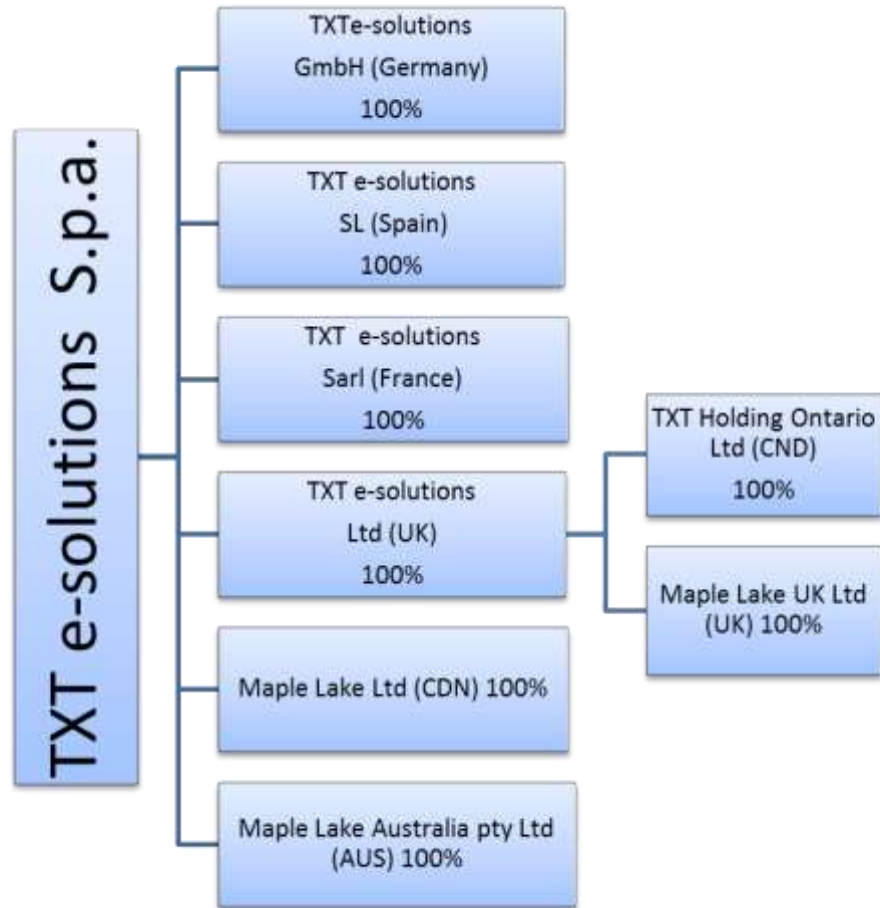 TXT e-solutions S.p.a.
TXTe-solutions
GmbH (Germany)
100%
TXT e-solutions
SL (Spain)
100%
TXT e-solutions
Sarl (France)
100%
TXT e-solutions
Ltd (UK)
100%
TXT Holding Ontario
Ltd (CND)
100%
Maple Lake UK Ltd
(UK) 100%
Maple Lake Ltd (CDN) 100%
Maple Lake Australia pty Ltd
(AUS) 100%